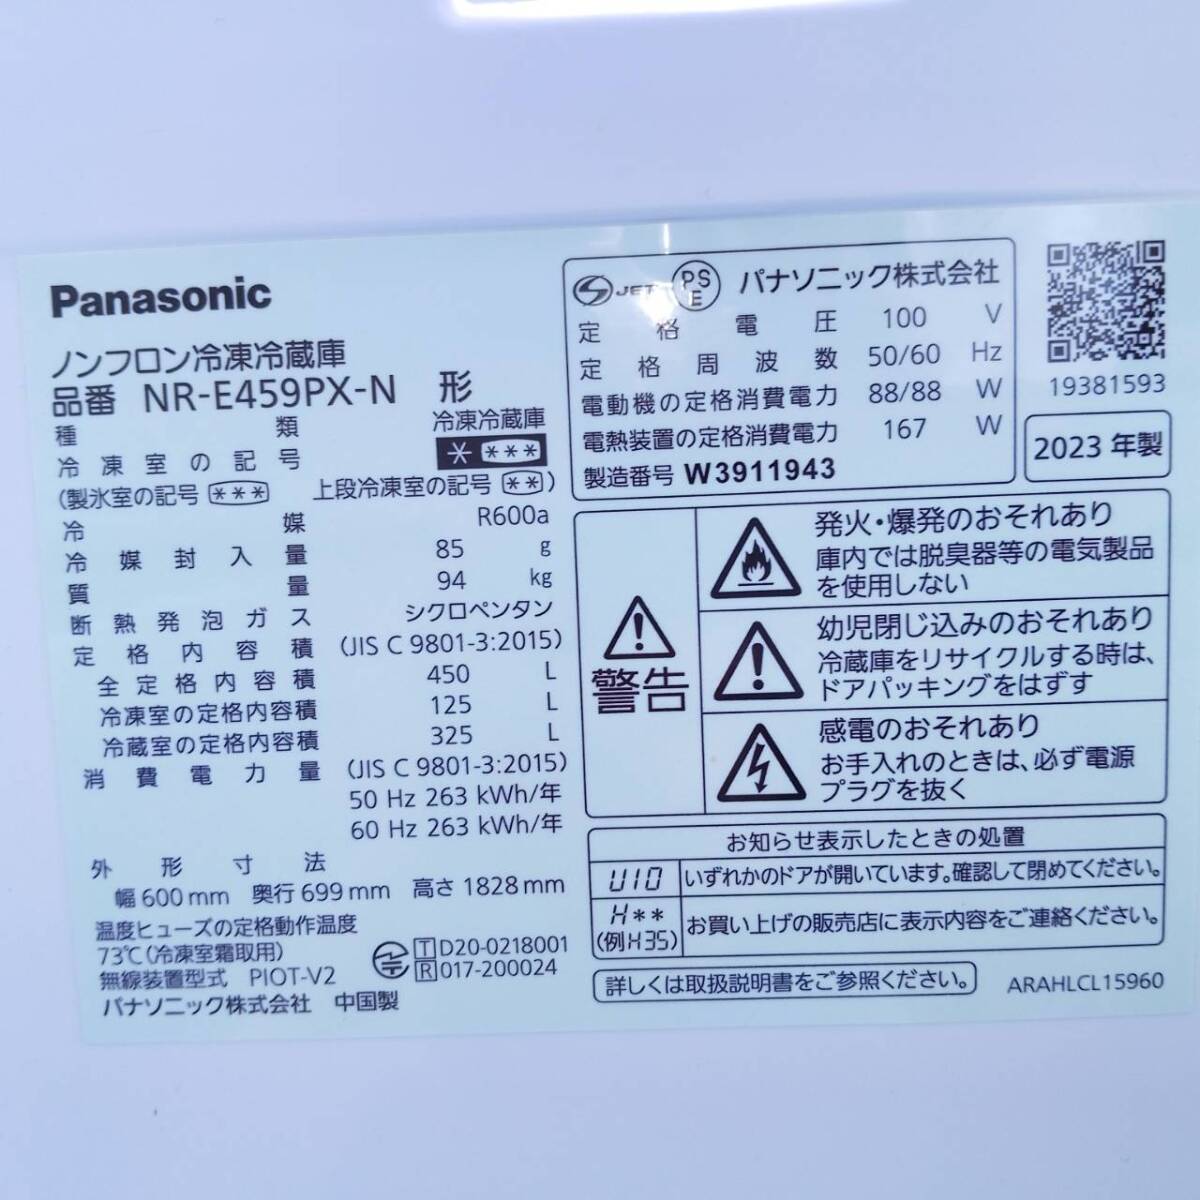 Panasonic
ノンフロン冷凍冷蔵庫
品番 NR-E459PX-N 形
種類 冷凍冷蔵庫
冷凍室の記号 * ***
(製氷室の記号 *** 上段冷凍室の記号 **)
冷媒 R600a
冷媒封入量 85 g
質量 94 kg
断熱発泡ガス シクロペンタン
定格内容積 (JIS C 9801-3:2015)
全定格内容積 450 L
冷凍室の定格内容積 125 L
冷蔵室の定格内容積 325 L
消費電力量 (JIS C 9801-3:2015)
50 Hz 263 kWh/年
60 Hz 263 kWh/年
外形寸法
幅 600 mm 奥行 699 mm 高さ 1828 mm
温度ヒューズの定格動作温度
73℃(冷凍室霜取用)
無線装置型式 PIOT-V2
パナソニック株式会社 中国製
T D20-0218001
R 017-200024
S JET PSE パナソニック株式会社
定格電圧 100 V
定格周波数 50/60 Hz
電動機の定格消費電力 88/88 W
電熱装置の定格消費電力 167 W
製造番号 W3911943
19381593
2023 年製
警告
発火・爆発のおそれあり
庫内では脱臭器等の電気製品
を使用しない
幼児閉じ込みのおそれあり
冷蔵庫をリサイクルする時は、
ドアパッキングをはずす
感電のおそれあり
お手入れのときは、必ず電源
プラグを抜く
お知らせ表示したときの処置
U10 いずれかのドアが開いています。確認して閉めてください。
H**
(例H35) お買い上げの販売店に表示内容をご連絡ください。
詳しくは取扱説明書をご参照ください。
ARAHLCL15960